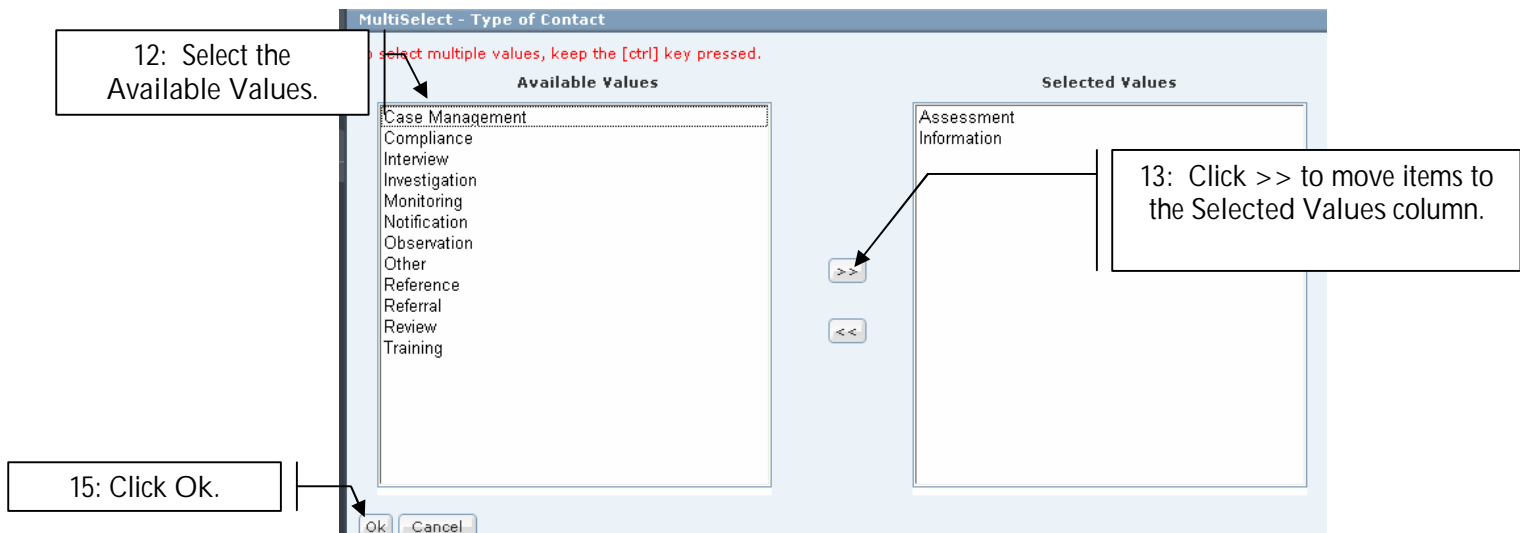 MultiSelect - Type of Contact
12: Select the
Available Values.
select multiple values, keep the [ctrl] key pressed.
Available Values
Selected Values
Case Management
Compliance
Interview
Investigation
Monitoring
Notification
Observation
Other
Reference
Referral
Review
Training
Assessment
Information
13: Click >> to move items to
the Selected Values column.
>>
<<
15: Click Ok.
Ok
Cancel